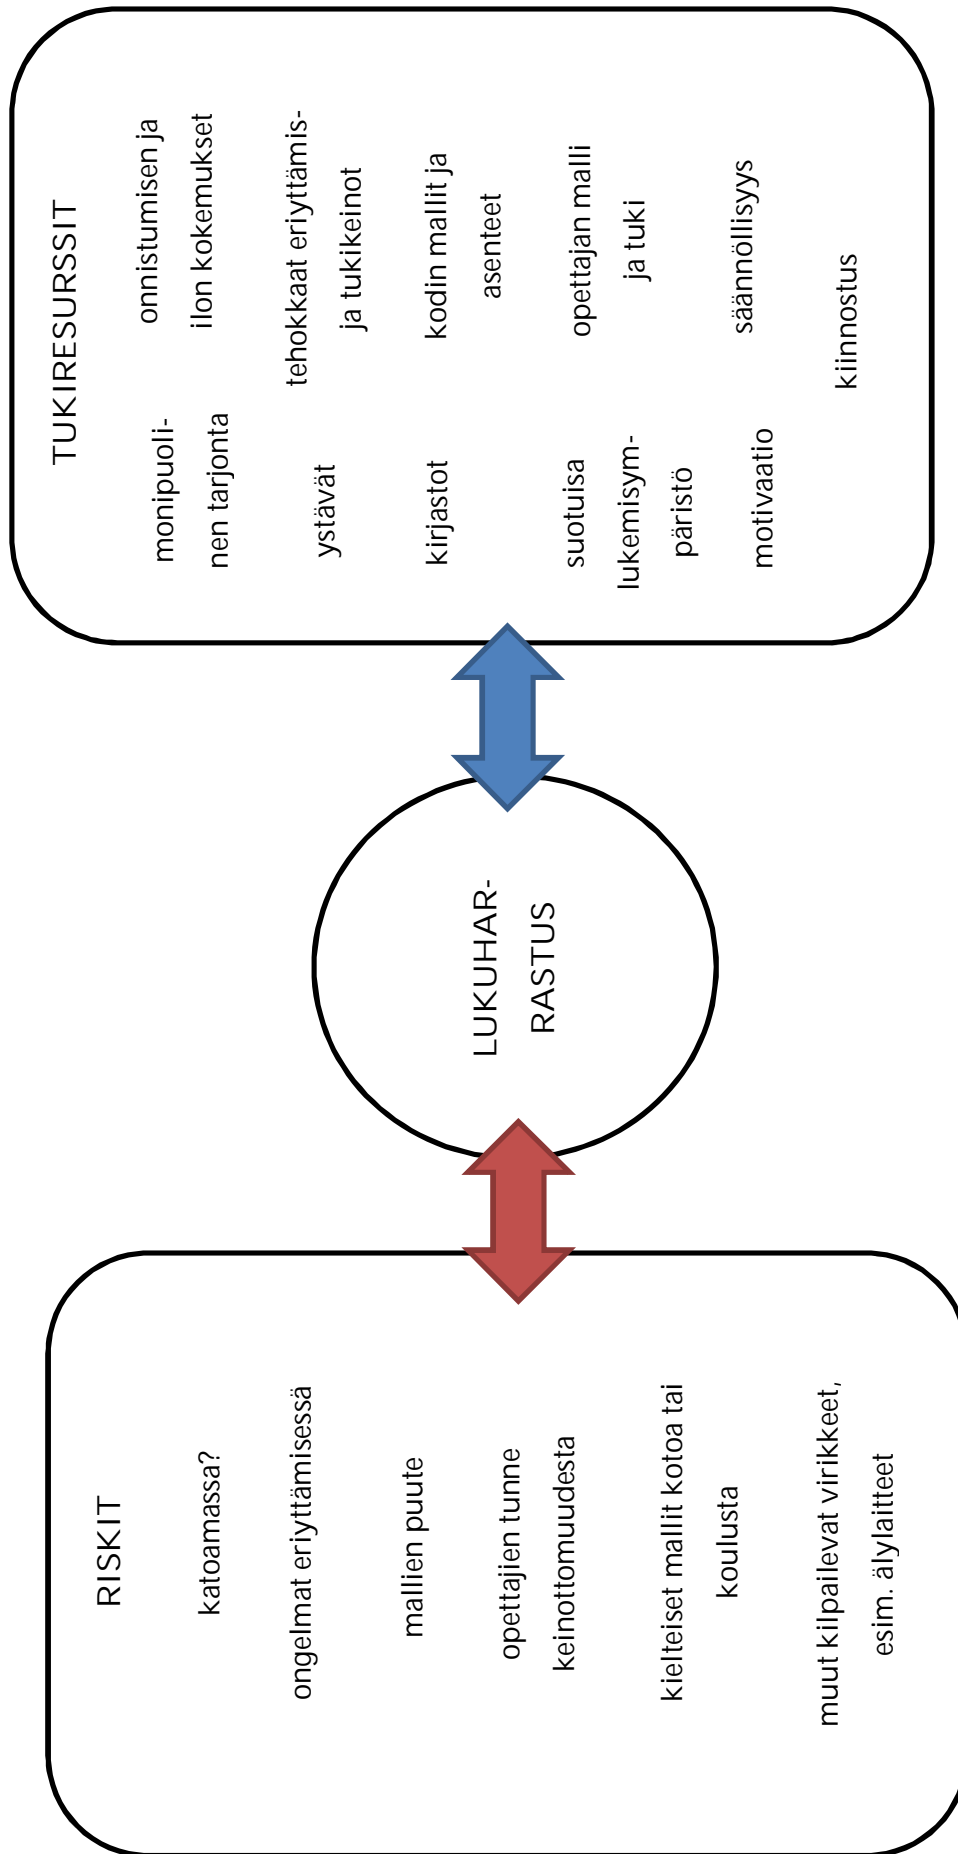 RISKIT
katoamassa?
ongelmat eriyttämisessä
mallien puute
opettajien tunne
keinottomuudesta
kielteiset mallit kotoa tai
koulusta
muut kilpailevat virikkeet,
esim. älylaitteet
LUKUHAR-
RASTUS
TUKIRESURSSIT
monipuoli-
nen tarjonta
ystävät
kirjastot
suotuisa
lukemisym-
päristö
motivaatio
onnistumisen ja
ilon kokemukset
tehokkaat eriyttämis-
ja tukikeinot
kodin mallit ja
asenteet
opettajan malli
ja tuki
säännöllisyys
kiinnostus